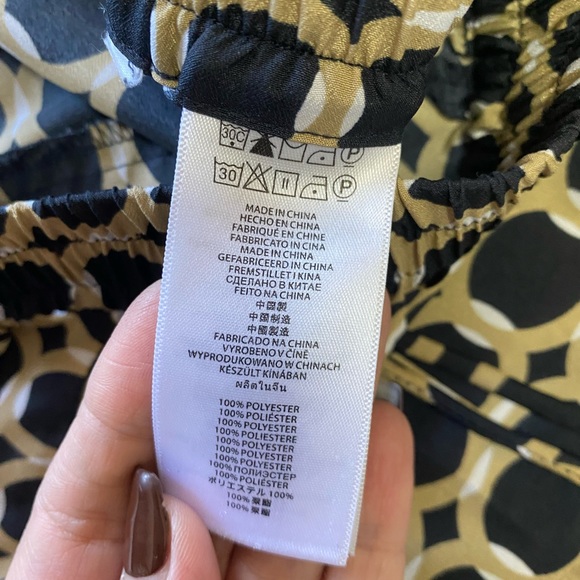 30C P
30 P
MADE IN CHINA
HECHO EN CHINA
FABRIQUÉ EN CHINE
FABBRICATO IN CINA
MADE IN CHINA
GEFABRICEERD IN CHINA
FREMSTILLET I KINA
СДЕЛАНО В КИТАЕ
FEITO NA CHINA
中国製
中国制造
中國製造
FABRICADO NA CHINA
VYROBENO V ČÍNĚ
WYPRODUKOWANO W CHINACH
KÉSZÜLT KÍNÁBAN
ผลิตในจีน
100% POLYESTER
100% POLIÉSTER
100% POLYESTER
100% POLIESTERE
100% POLYESTER
100% POLYESTER
100% POLYESTER
100% ПОЛИЭСТЕР
100% POLIÉSTER
ポリエステル 100%
100% 聚酯
100% 聚酯